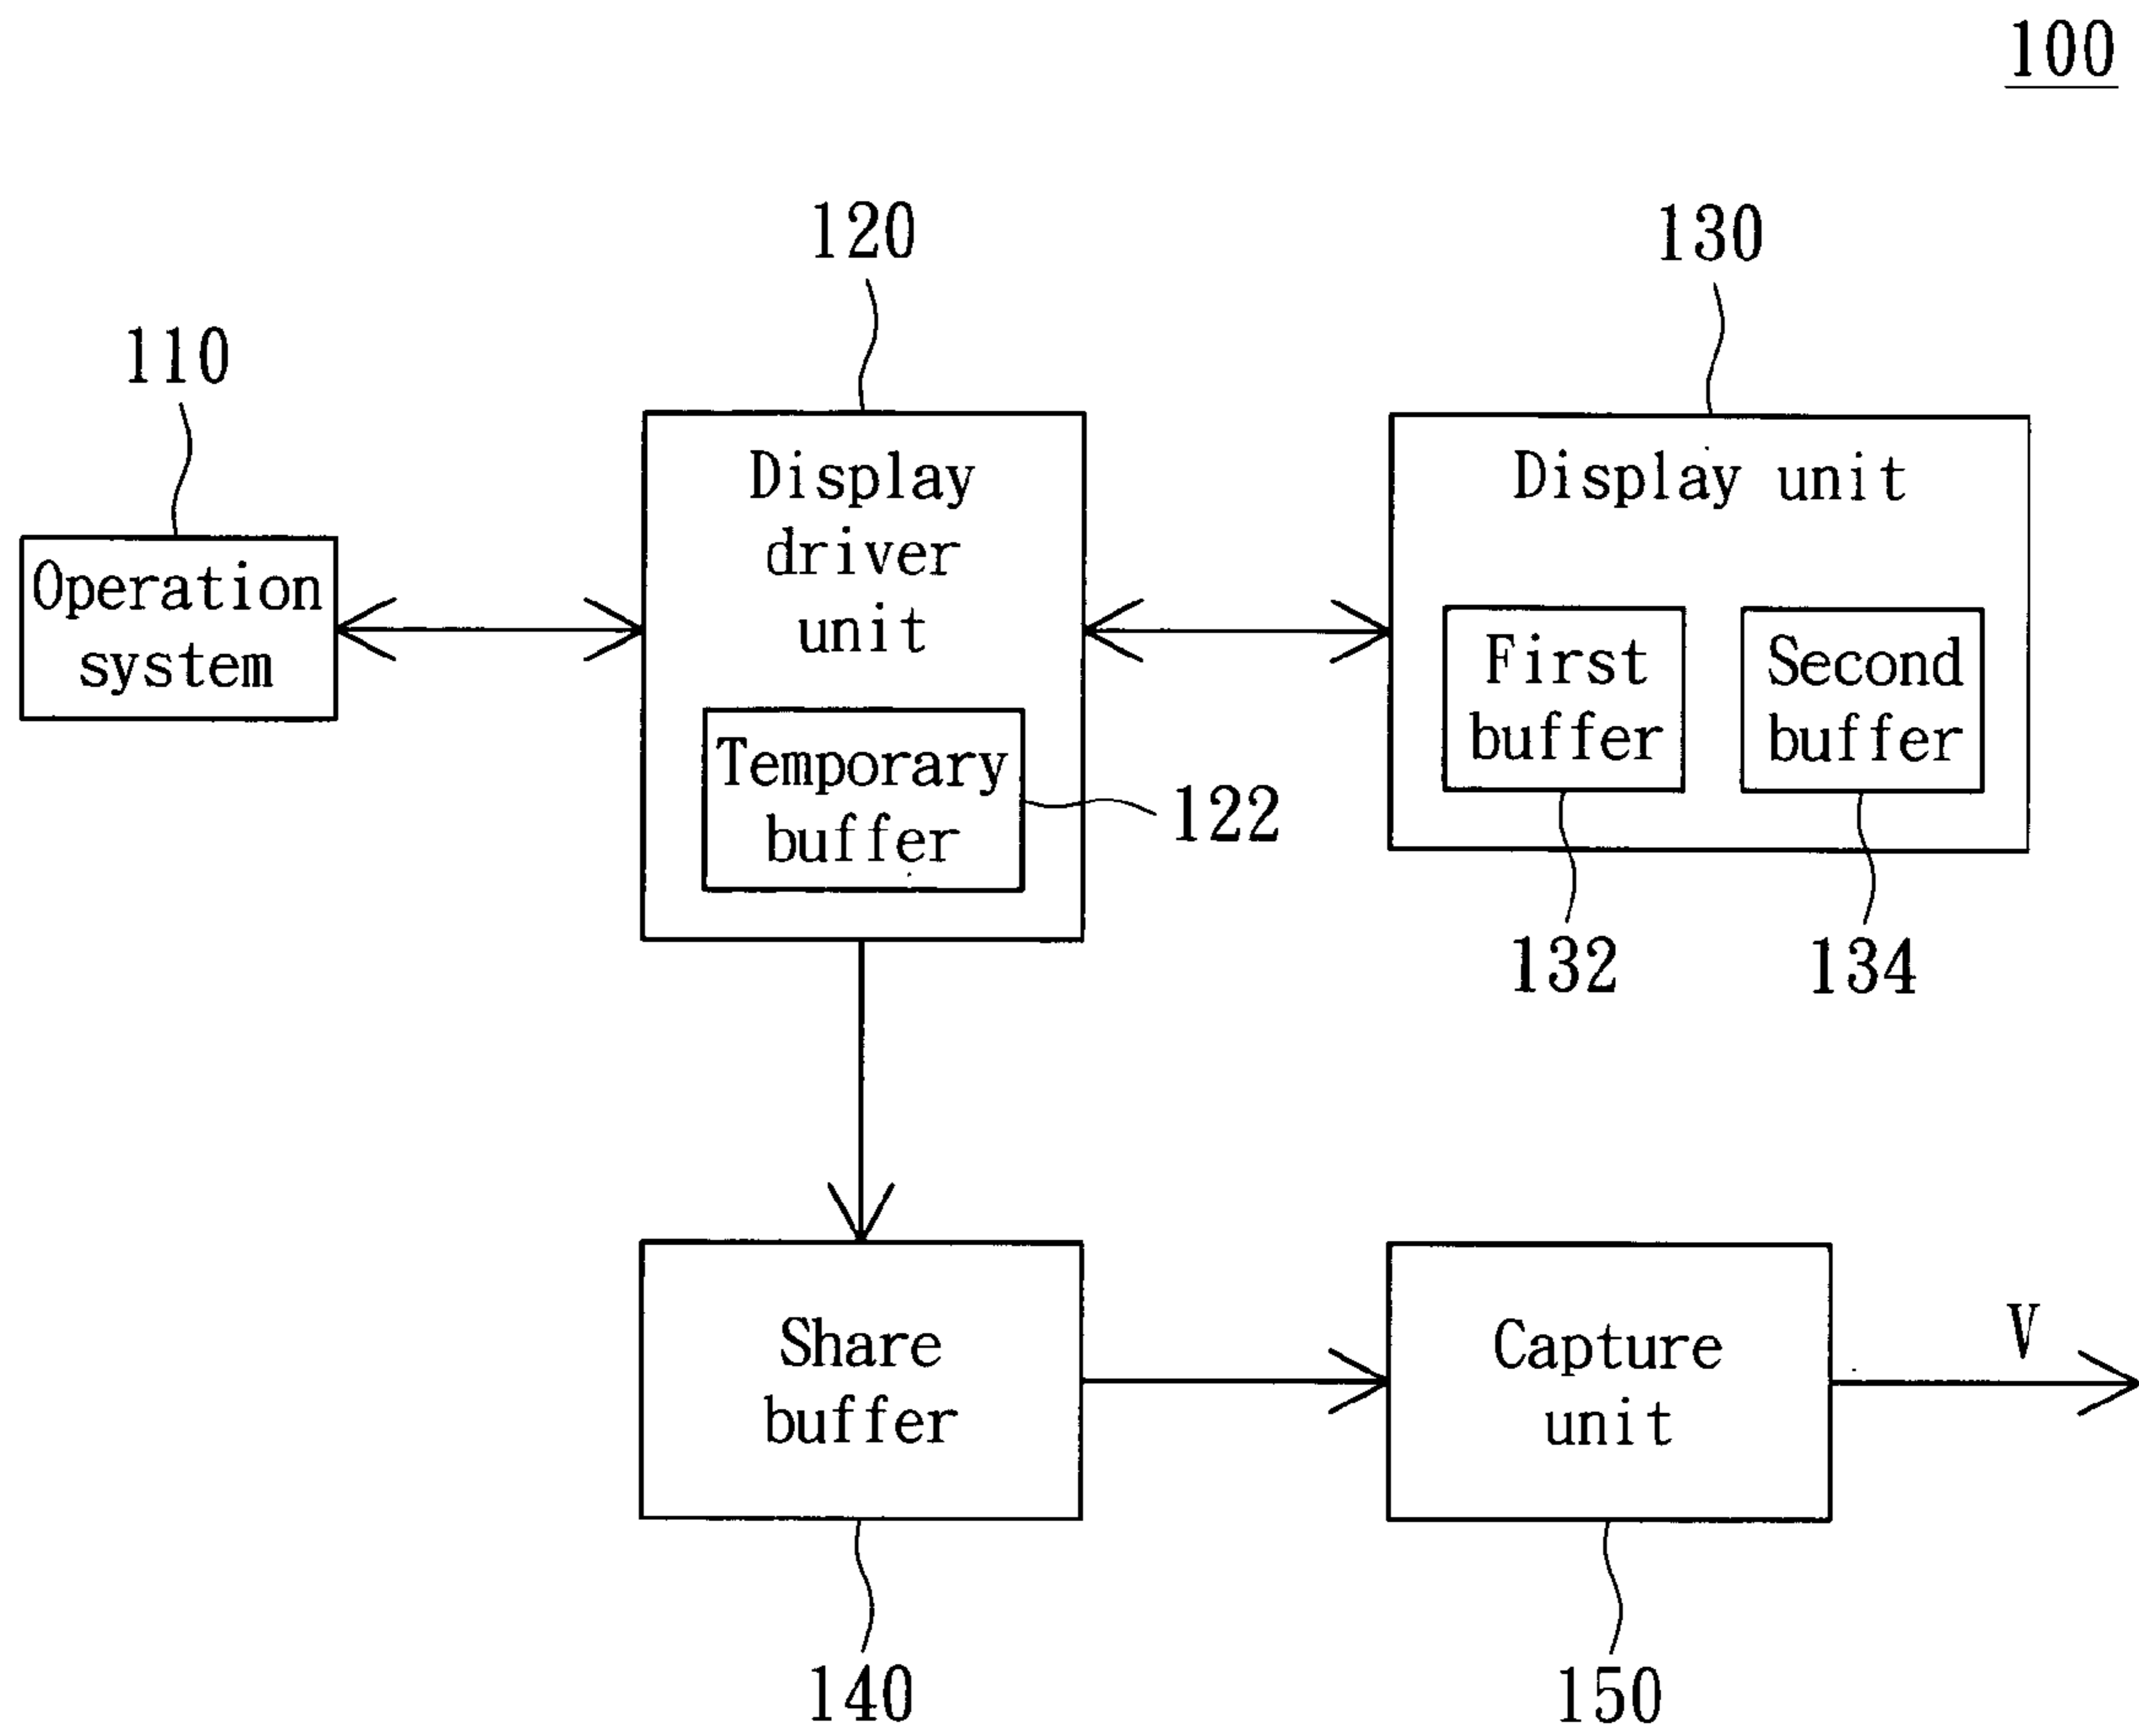 100
120
130
110
Display
driver
unit
Display unit
Operation
system
First
buffer
Second
buffer
Temporary
buffer
122
132
134
Share
buffer
Capture
unit
V
140
150